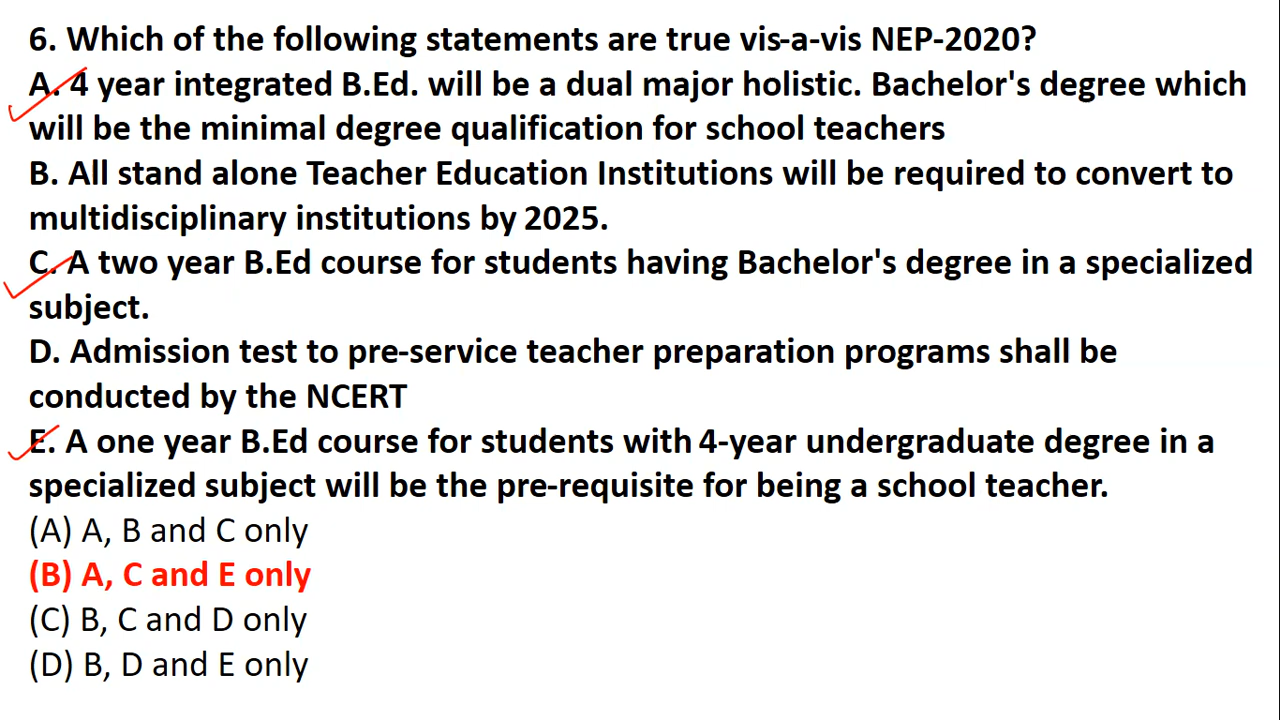 6. Which of the following statements are true vis-a-vis NEP-2020?
A. 4 year integrated B.Ed. will be a dual major holistic. Bachelor's degree which
will be the minimal degree qualification for school teachers
B. All stand alone Teacher Education Institutions will be required to convert to
multidisciplinary institutions by 2025.
C. A two year B.Ed course for students having Bachelor's degree in a specialized
subject.
D. Admission test to pre-service teacher preparation programs shall be
conducted by the NCERT
E. A one year B.Ed course for students with 4-year undergraduate degree in a
specialized subject will be the pre-requisite for being a school teacher.
(A) A, B and C only
(B) A, C and E only
(C) B, C and D only
(D) B, D and E only